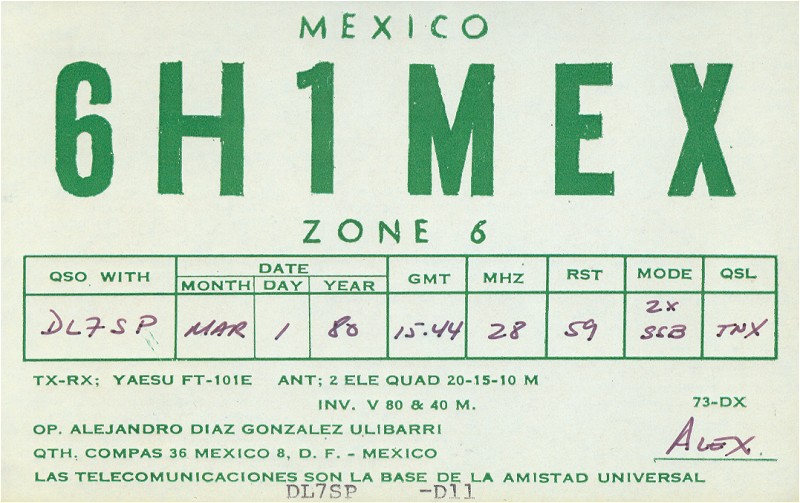 MEXICO
6H1MEX
ZONE 6
QSO WITH DATE GMT MHZ RST MODE QSL
MONTH DAY YEAR
DL7SP MAR 1 80 15.44 28 59 2X SSB TNX
TX-RX; YAESU FT-101E ANT; 2 ELE QUAD 20-15-10 M
INV. V 80 & 40 M. 73-DX
OP. ALEJANDRO DIAZ GONZALEZ ULIBARRI
QTH. COMPAS 36 MEXICO 8, D. F. - MEXICO
ALEX.
LAS TELECOMUNICACIONES SON LA BASE DE LA AMISTAD UNIVERSAL
DL7SP -D11